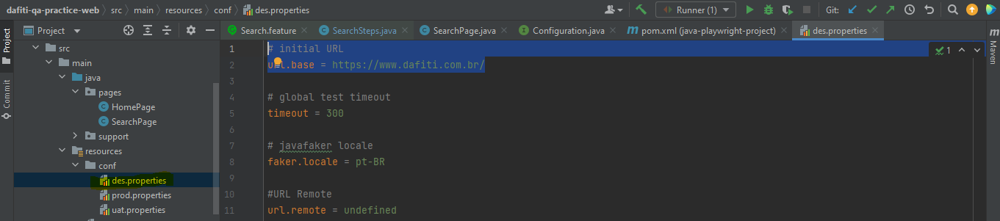 dafiti-qa-practice-web > src > main > resources > conf > des.properties
Runner (1)
Git:
Project
Search.feature
SearchSteps.java
SearchPage.java
Configuration.java
pom.xml (java-playwright-project)
des.properties
Project
Commit
src
main
java
pages
HomePage
SearchPage
support
resources
conf
des.properties
prod.properties
uat.properties
1 # initial URL
2 url.base = https://www.dafiti.com.br/
3
4 # global test timeout
5 timeout = 300
6
7 # javafaker locale
8 faker.locale = pt-BR
9
10 #URL Remote
11 url.remote = undefined
1
Maven